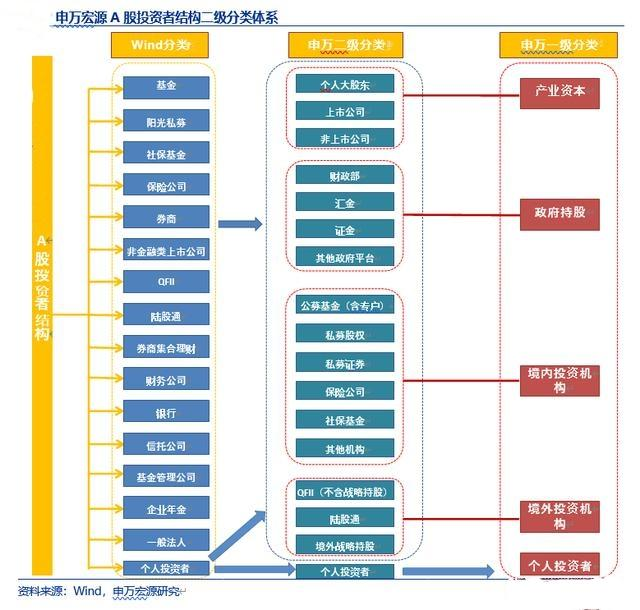 申万宏源 A 股投资者结构二级分类体系
Wind分类
申万二级分类
申万一级分类
A
股
投
资
者
结
构
基金
阳光私募
社保基金
保险公司
券商
非金融类上市公司
QFII
陆股通
券商集合理财
财务公司
银行
信托公司
基金管理公司
企业年金
一般法人
个人投资者
个人大股东
上市公司
非上市公司
财政部
汇金
证金
其他政府平台
公募基金（含专户）
私募股权
私募证券
保险公司
社保基金
其他机构
QFII（不含战略持股）
陆股通
境外战略持股
个人投资者
产业资本
政府持股
境内投资机
构
境外投资机
构
个人投资者
资料来源：Wind，申万宏源研究